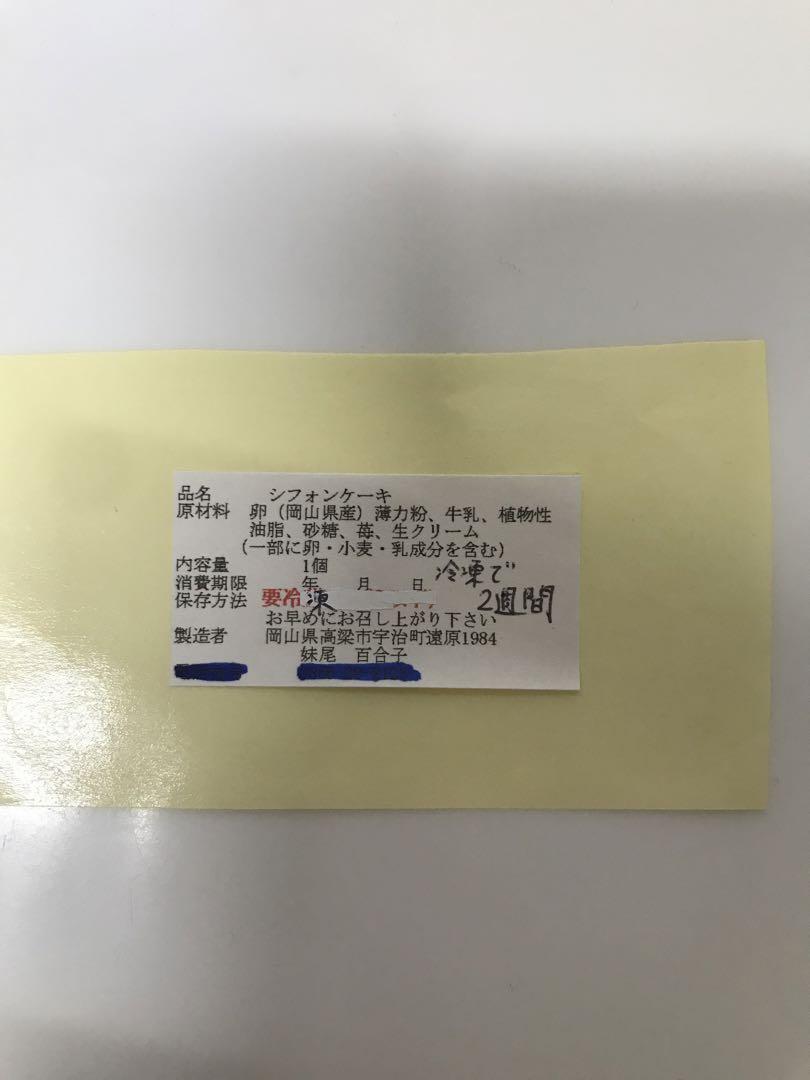 品名 シフォンケーキ
原材料 卵（岡山県産）薄力粉、牛乳、植物性
油脂、砂糖、苺、生クリーム
（一部に卵・小麦・乳成分を含む）
内容量 1個
消費期限 年 月 日 冷凍で
保存方法 要冷凍 2週間
お早めにお召し上がり下さい
製造者 岡山県高梁市宇治町遠原1984
妹尾 百合子